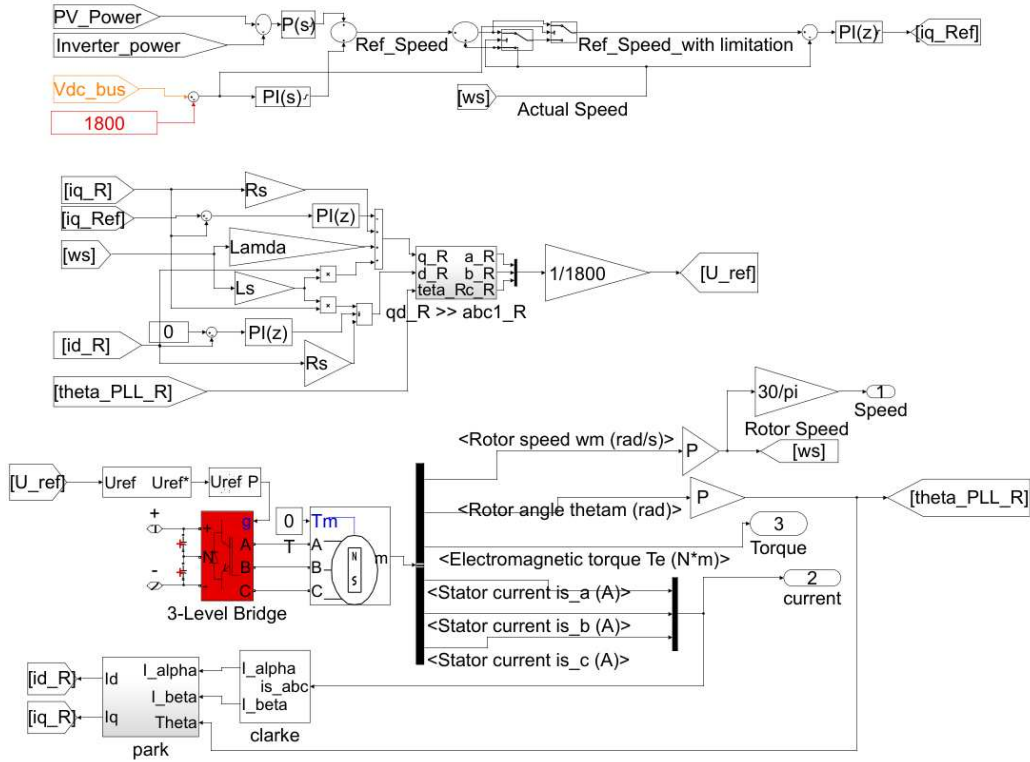 PV_Power
P(s)
Inverter_power
Ref_Speed
Ref_Speed_with limitation
PI(z)
[iq_Ref]
Vdc_bus
PI(s)
[ws]
1800
Actual Speed
[iq_R]
Rs
[iq_Ref]
PI(z)
[ws]
Lamda
Ls
q_R a_R
d_R b_R
teta_R c_R
qd_R >> abc1_R
1/1800
[U_ref]
0
PI(z)
[id_R]
Rs
[theta_PLL_R]
30/pi
1
Speed
<Rotor speed wm (rad/s)>
P
Rotor Speed
[ws]
[U_ref]
Uref Uref*
Uref P
<Rotor angle thetam (rad)>
P
[theta_PLL_R]
+
g
0
Tm
T
3
Torque
+
N
-
A
B
C
A
B
C
N
S
m
-
3-Level Bridge
<Electromagnetic torque Te (N*m)>
<Stator current is_a (A)>
2
current
<Stator current is_b (A)>
<Stator current is_c (A)>
[id_R]
Id
I_alpha
I_alpha
is_abc
I_beta
I_beta
[iq_R]
Iq
Theta
park
clarke